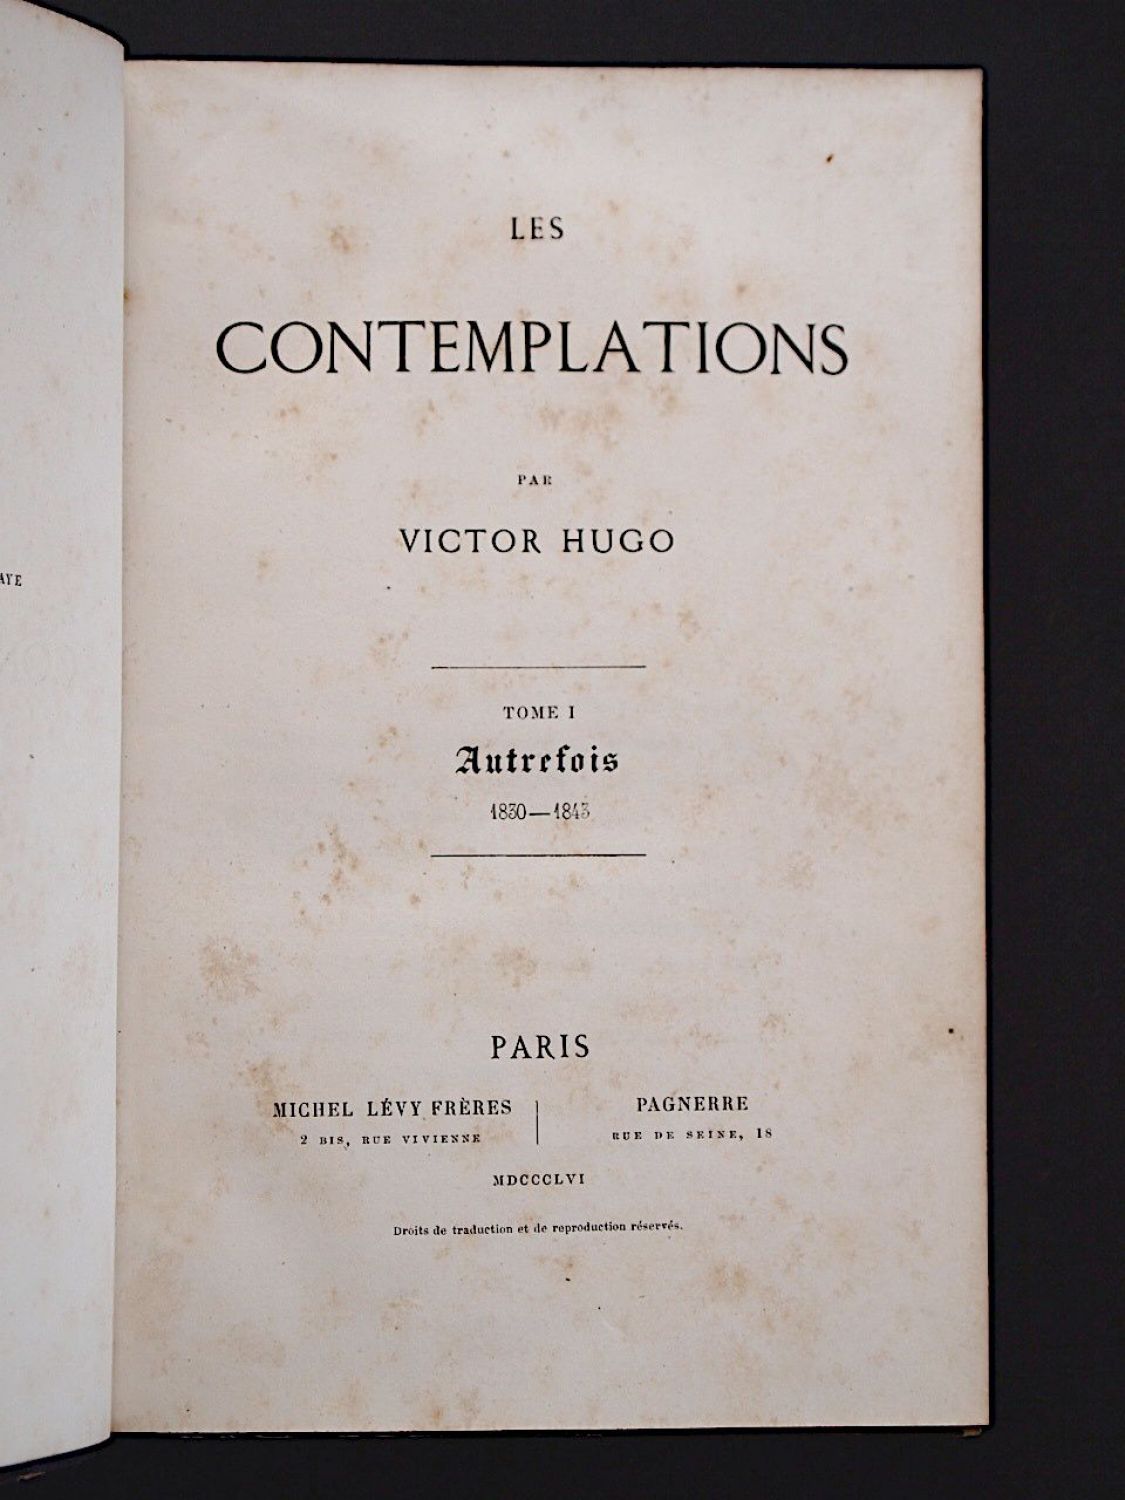 AYE
LES
CONTEMPLATIONS
PAR
VICTOR HUGO
TOME I
Autrefois
1830—1843
PARIS
MICHEL LÉVY FRÈRES
2 BIS, RUE VIVIENNE
PAGNERRE
RUE DE SEINE, 18
MDCCCLVI
Droits de traduction et de reproduction réservés.